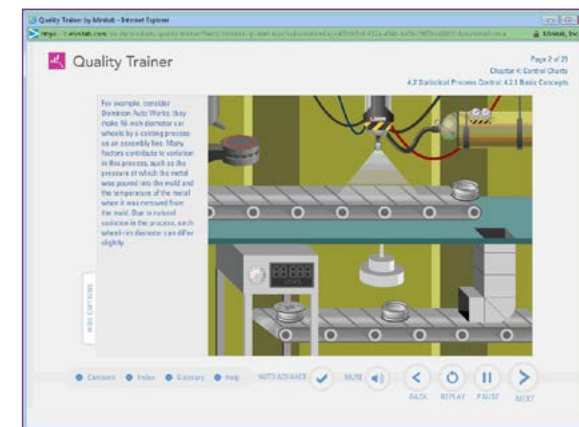 Quality Trainer by Minitab - Internet Explorer
Minitab, Inc
Quality Trainer
Page 2 of 21
Chapter 4: Control Charts
4.2 Statistical Process Control: 4.2.1 Basic Concepts
For example, consider
Dominion Auto Works; they
make 16-inch diameter car
wheels by a casting process
on an assembly line. Many
factors contribute to variation
in this process, such as the
pressure at which the metal
was poured into the mold and
the temperature of the metal
when it was removed from
the mold. Due to natural
variation in the process, each
wheel-rim diameter can differ
slightly.
HIDE CAPTIONS
Contents
Index
Glossary
Help
AUTO ADVANCE
MUTE
BACK
REPLAY
PAUSE
NEXT